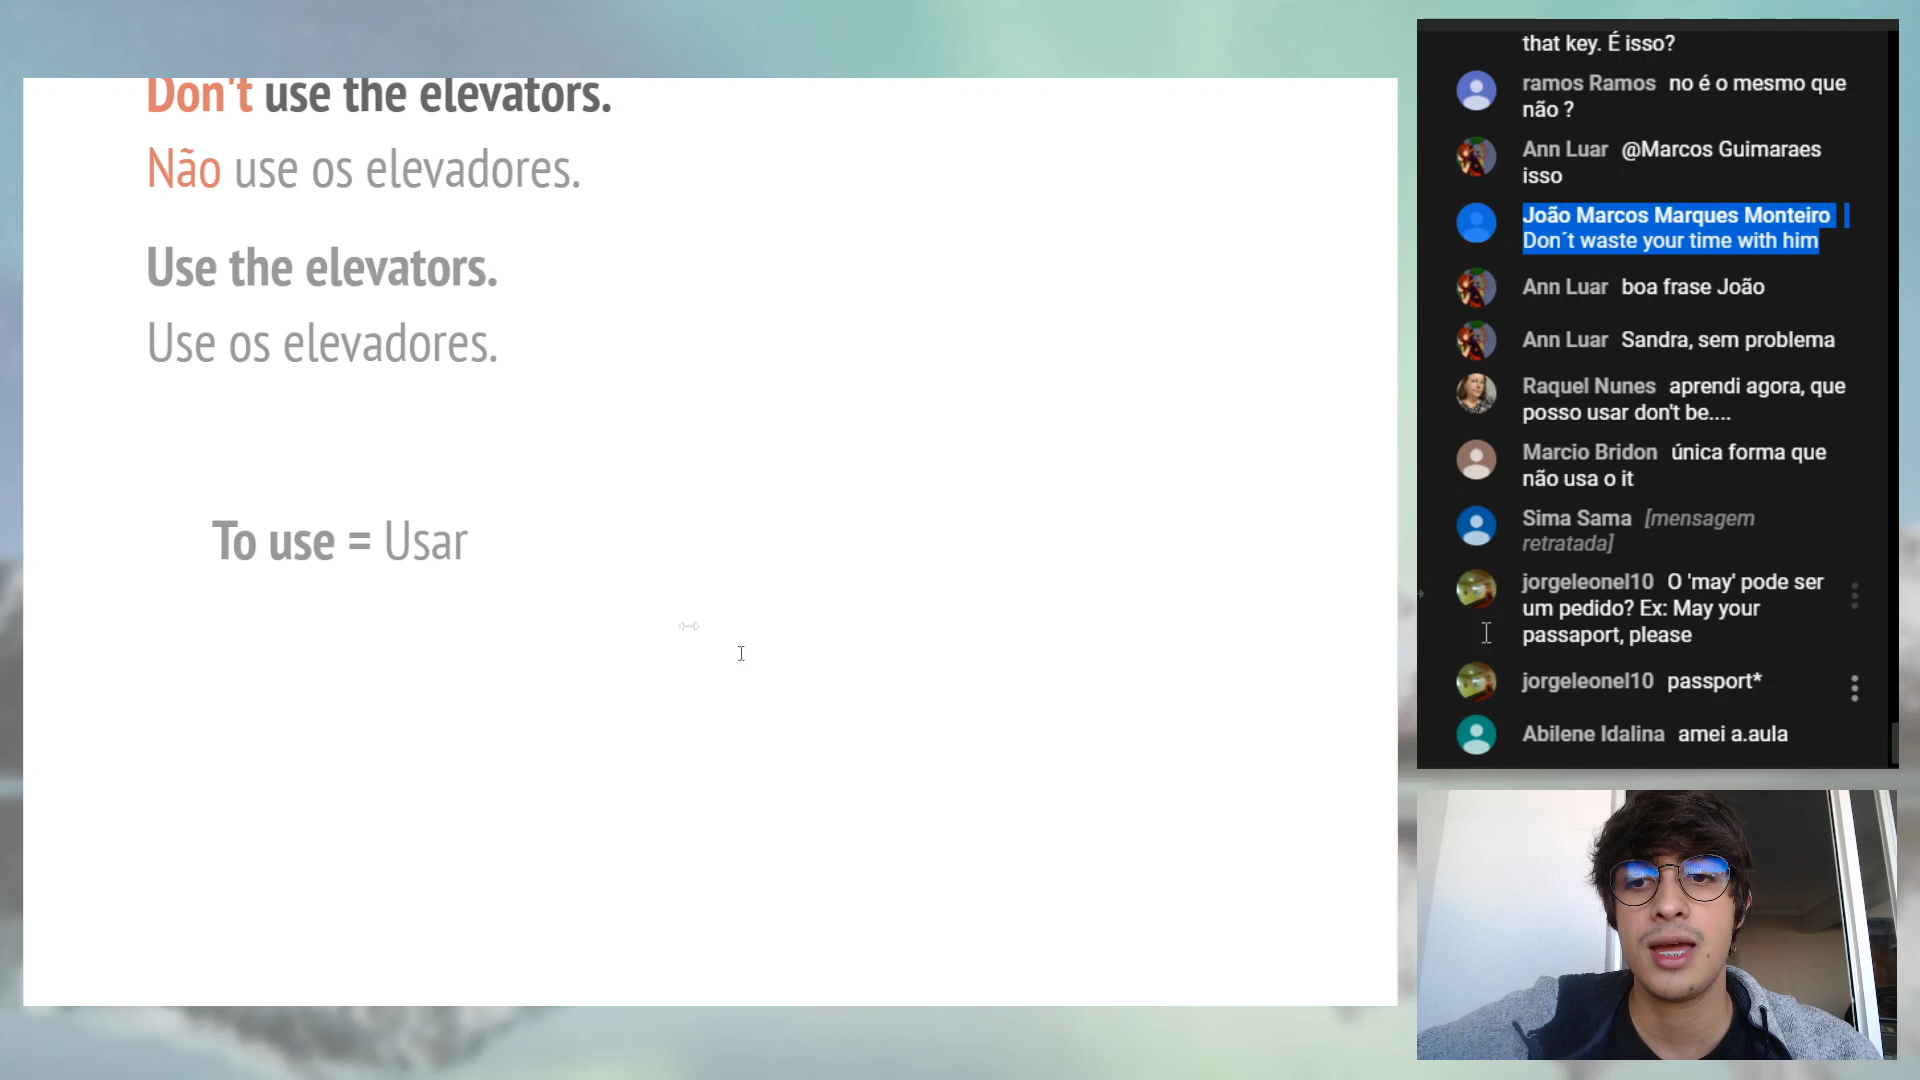 Don't use the elevators.
Não use os elevadores.
Use the elevators.
Use os elevadores.
To use = Usar
that key. É isso?
ramos Ramos no é o mesmo que
não ?
Ann Luar @Marcos Guimaraes
isso
João Marcos Marques Monteiro
Don´t waste your time with him
Ann Luar boa frase João
Ann Luar Sandra, sem problema
Raquel Nunes aprendi agora, que
posso usar don't be....
Marcio Bridon única forma que
não usa o it
Sima Sama [mensagem
retratada]
jorgeleonel10 O 'may' pode ser
um pedido? Ex: May your
passaport, please
jorgeleonel10 passport*
Abilene Idalina amei a.aula